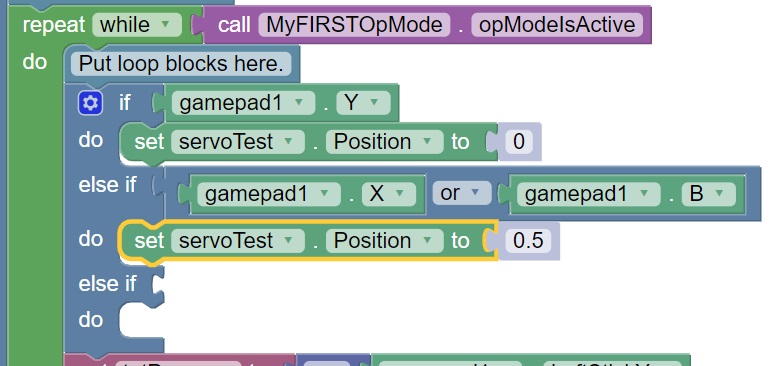 repeat while call MyFIRSTOpMode . opModeIsActive
do Put loop blocks here.
if gamepad1 . Y
do set servoTest . Position to 0
else if gamepad1 . X or gamepad1 . B
do set servoTest . Position to 0.5
else if
do